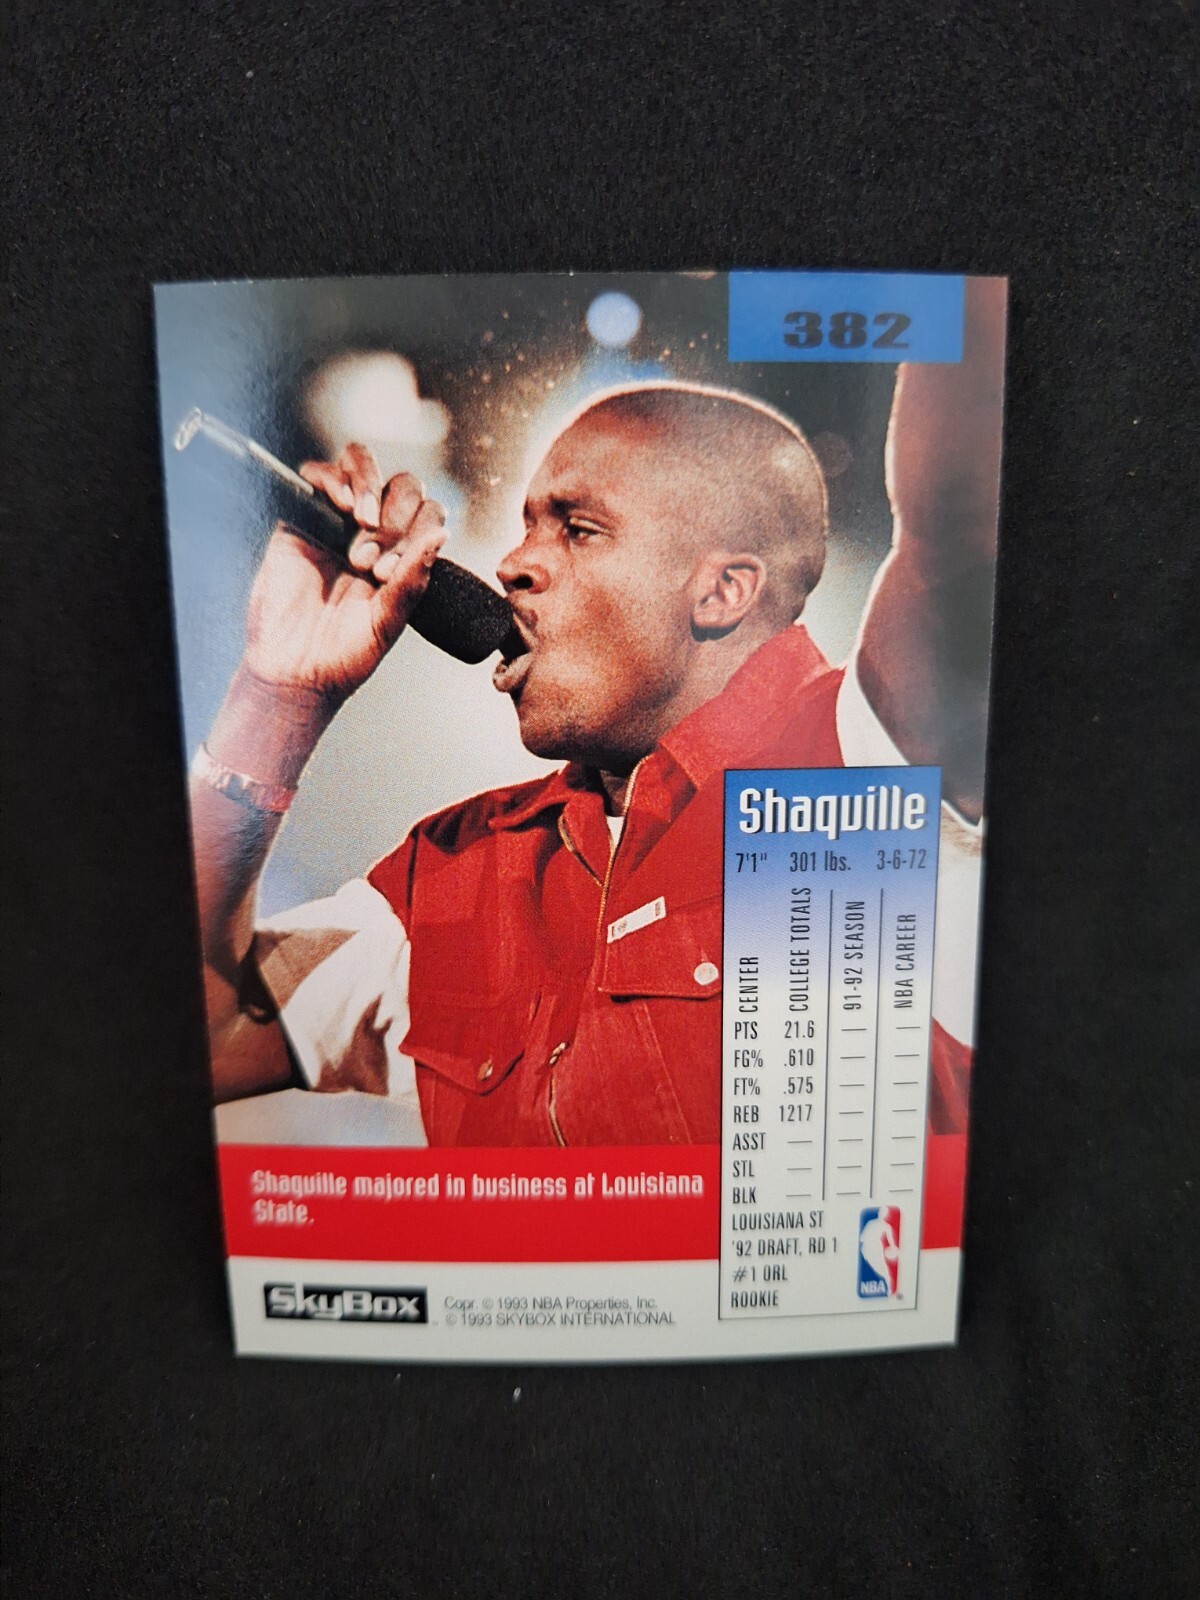 382
Shaquille
7'1" 301 lbs. 3-6-72
CENTER COLLEGE TOTALS 91-92 SEASON NBA CAREER
PTS 21.6 — —
FG% .610 — —
FT% .575 — —
REB 1217 — —
ASST — — —
STL — — —
BLK — — —
LOUISIANA ST
'92 DRAFT, RD 1
#1 ORL
ROOKIE
NBA
Shaquille majored in business at Louisiana
State.
SkyBox
Copr. © 1993 NBA Properties, Inc.
© 1993 SKYBOX INTERNATIONAL